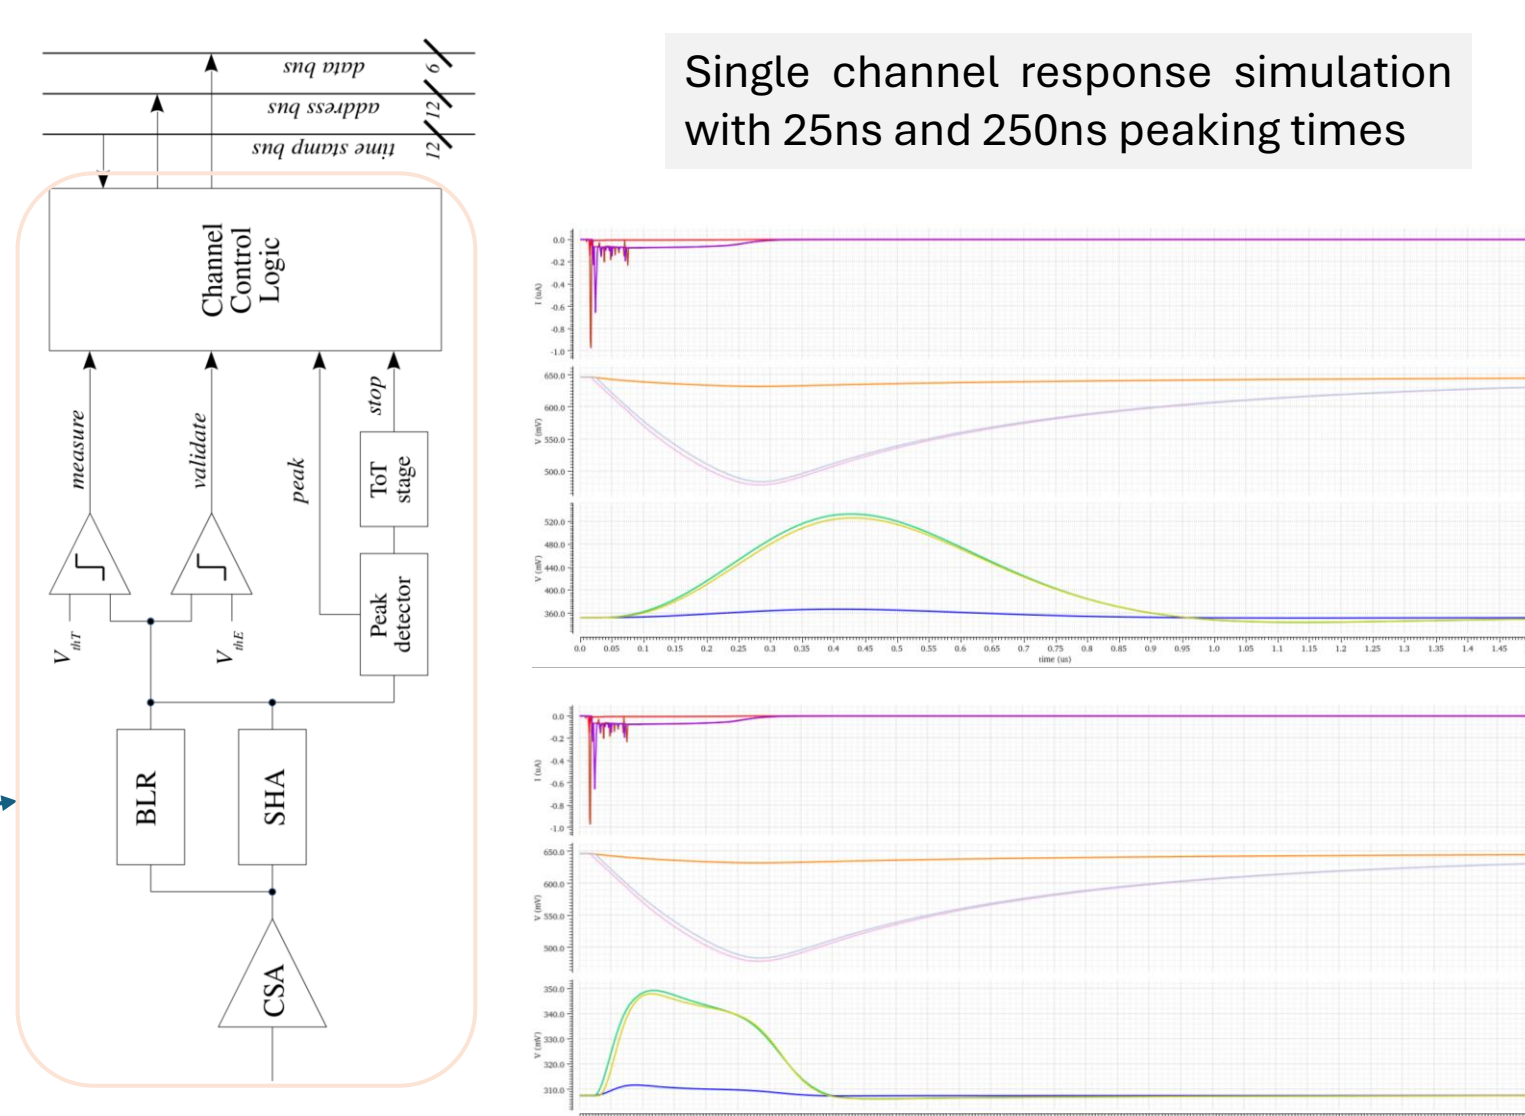 Single channel response simulation
with 25ns and 250ns peaking times
data bus
6
address bus
12
time stamp bus
12
Channel
Control
Logic
measure
validate
peak
stop
ToT
stage
Peak
detector
VthT
VthE
BLR
SHA
CSA
I (uA)
0.0
-0.2
-0.4
-0.6
-0.8
-1.0
V (mV)
650.0
600.0
550.0
500.0
V (mV)
520.0
480.0
440.0
400.0
360.0
0.0 0.05 0.1 0.15 0.2 0.25 0.3 0.35 0.4 0.45 0.5 0.55 0.6 0.65 0.7 0.75 0.8 0.85 0.9 0.95 1.0 1.05 1.1 1.15 1.2 1.25 1.3 1.35 1.4 1.45
time (us)
I (uA)
0.0
-0.2
-0.4
-0.6
-0.8
-1.0
V (mV)
650.0
600.0
550.0
500.0
V (mV)
350.0
340.0
330.0
320.0
310.0